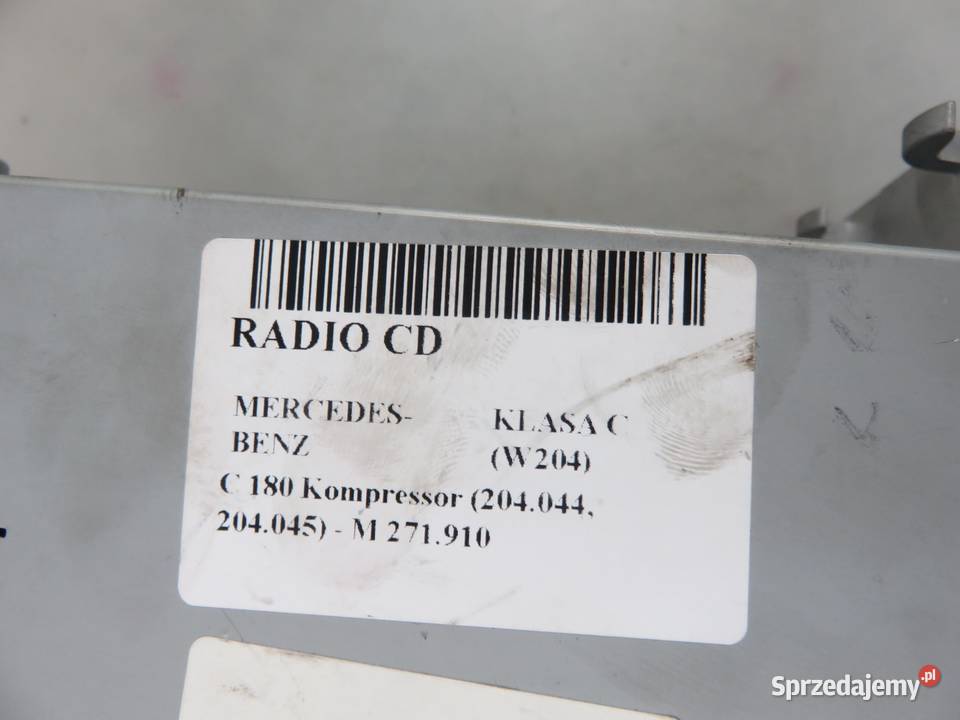 RADIO CD
MERCEDES-
BENZ
KLASA C
(W204)
C 180 Kompressor (204.044,
204.045) - M 271.910
Sprzedajemy.pl